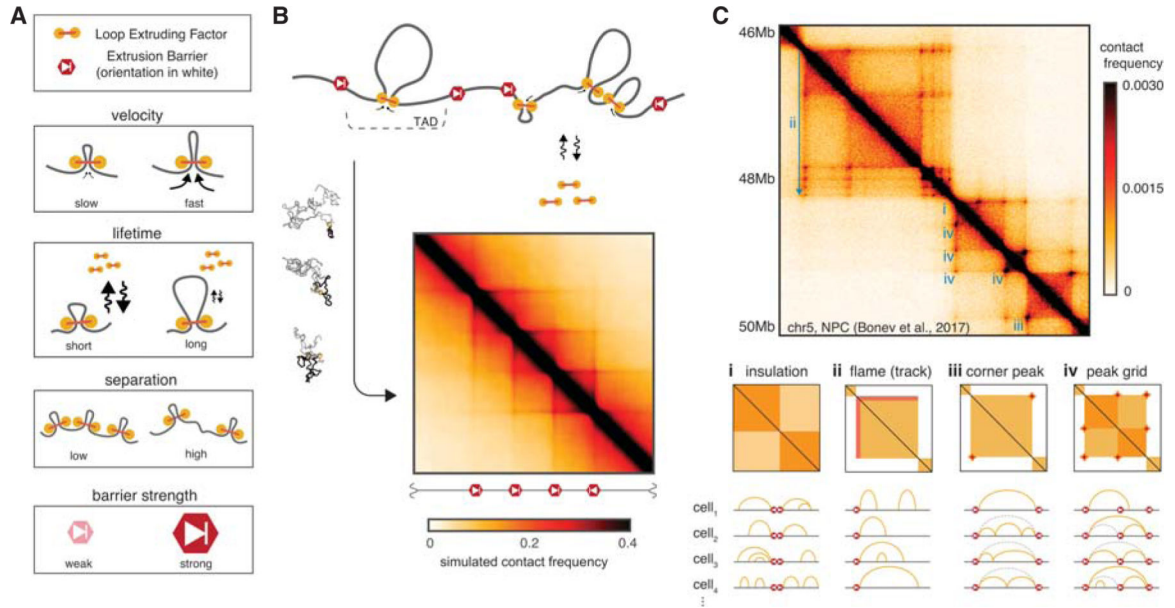 A
Loop Extruding Factor
Extrusion Barrier
(orientation in white)
velocity
slow
fast
lifetime
short
long
separation
low
high
barrier strength
weak
strong
B
TAD
0
0.2
0.4
simulated contact frequency
C
46Mb
48Mb
50Mb
ii
i
iv
iv
iv
iv
iii
chr5, NPC (Bonev et al., 2017)
contact
frequency
0.0030
0.0015
0
i insulation
ii flame (track)
iii corner peak
iv peak grid
cell1
cell2
cell3
cell4
⋮